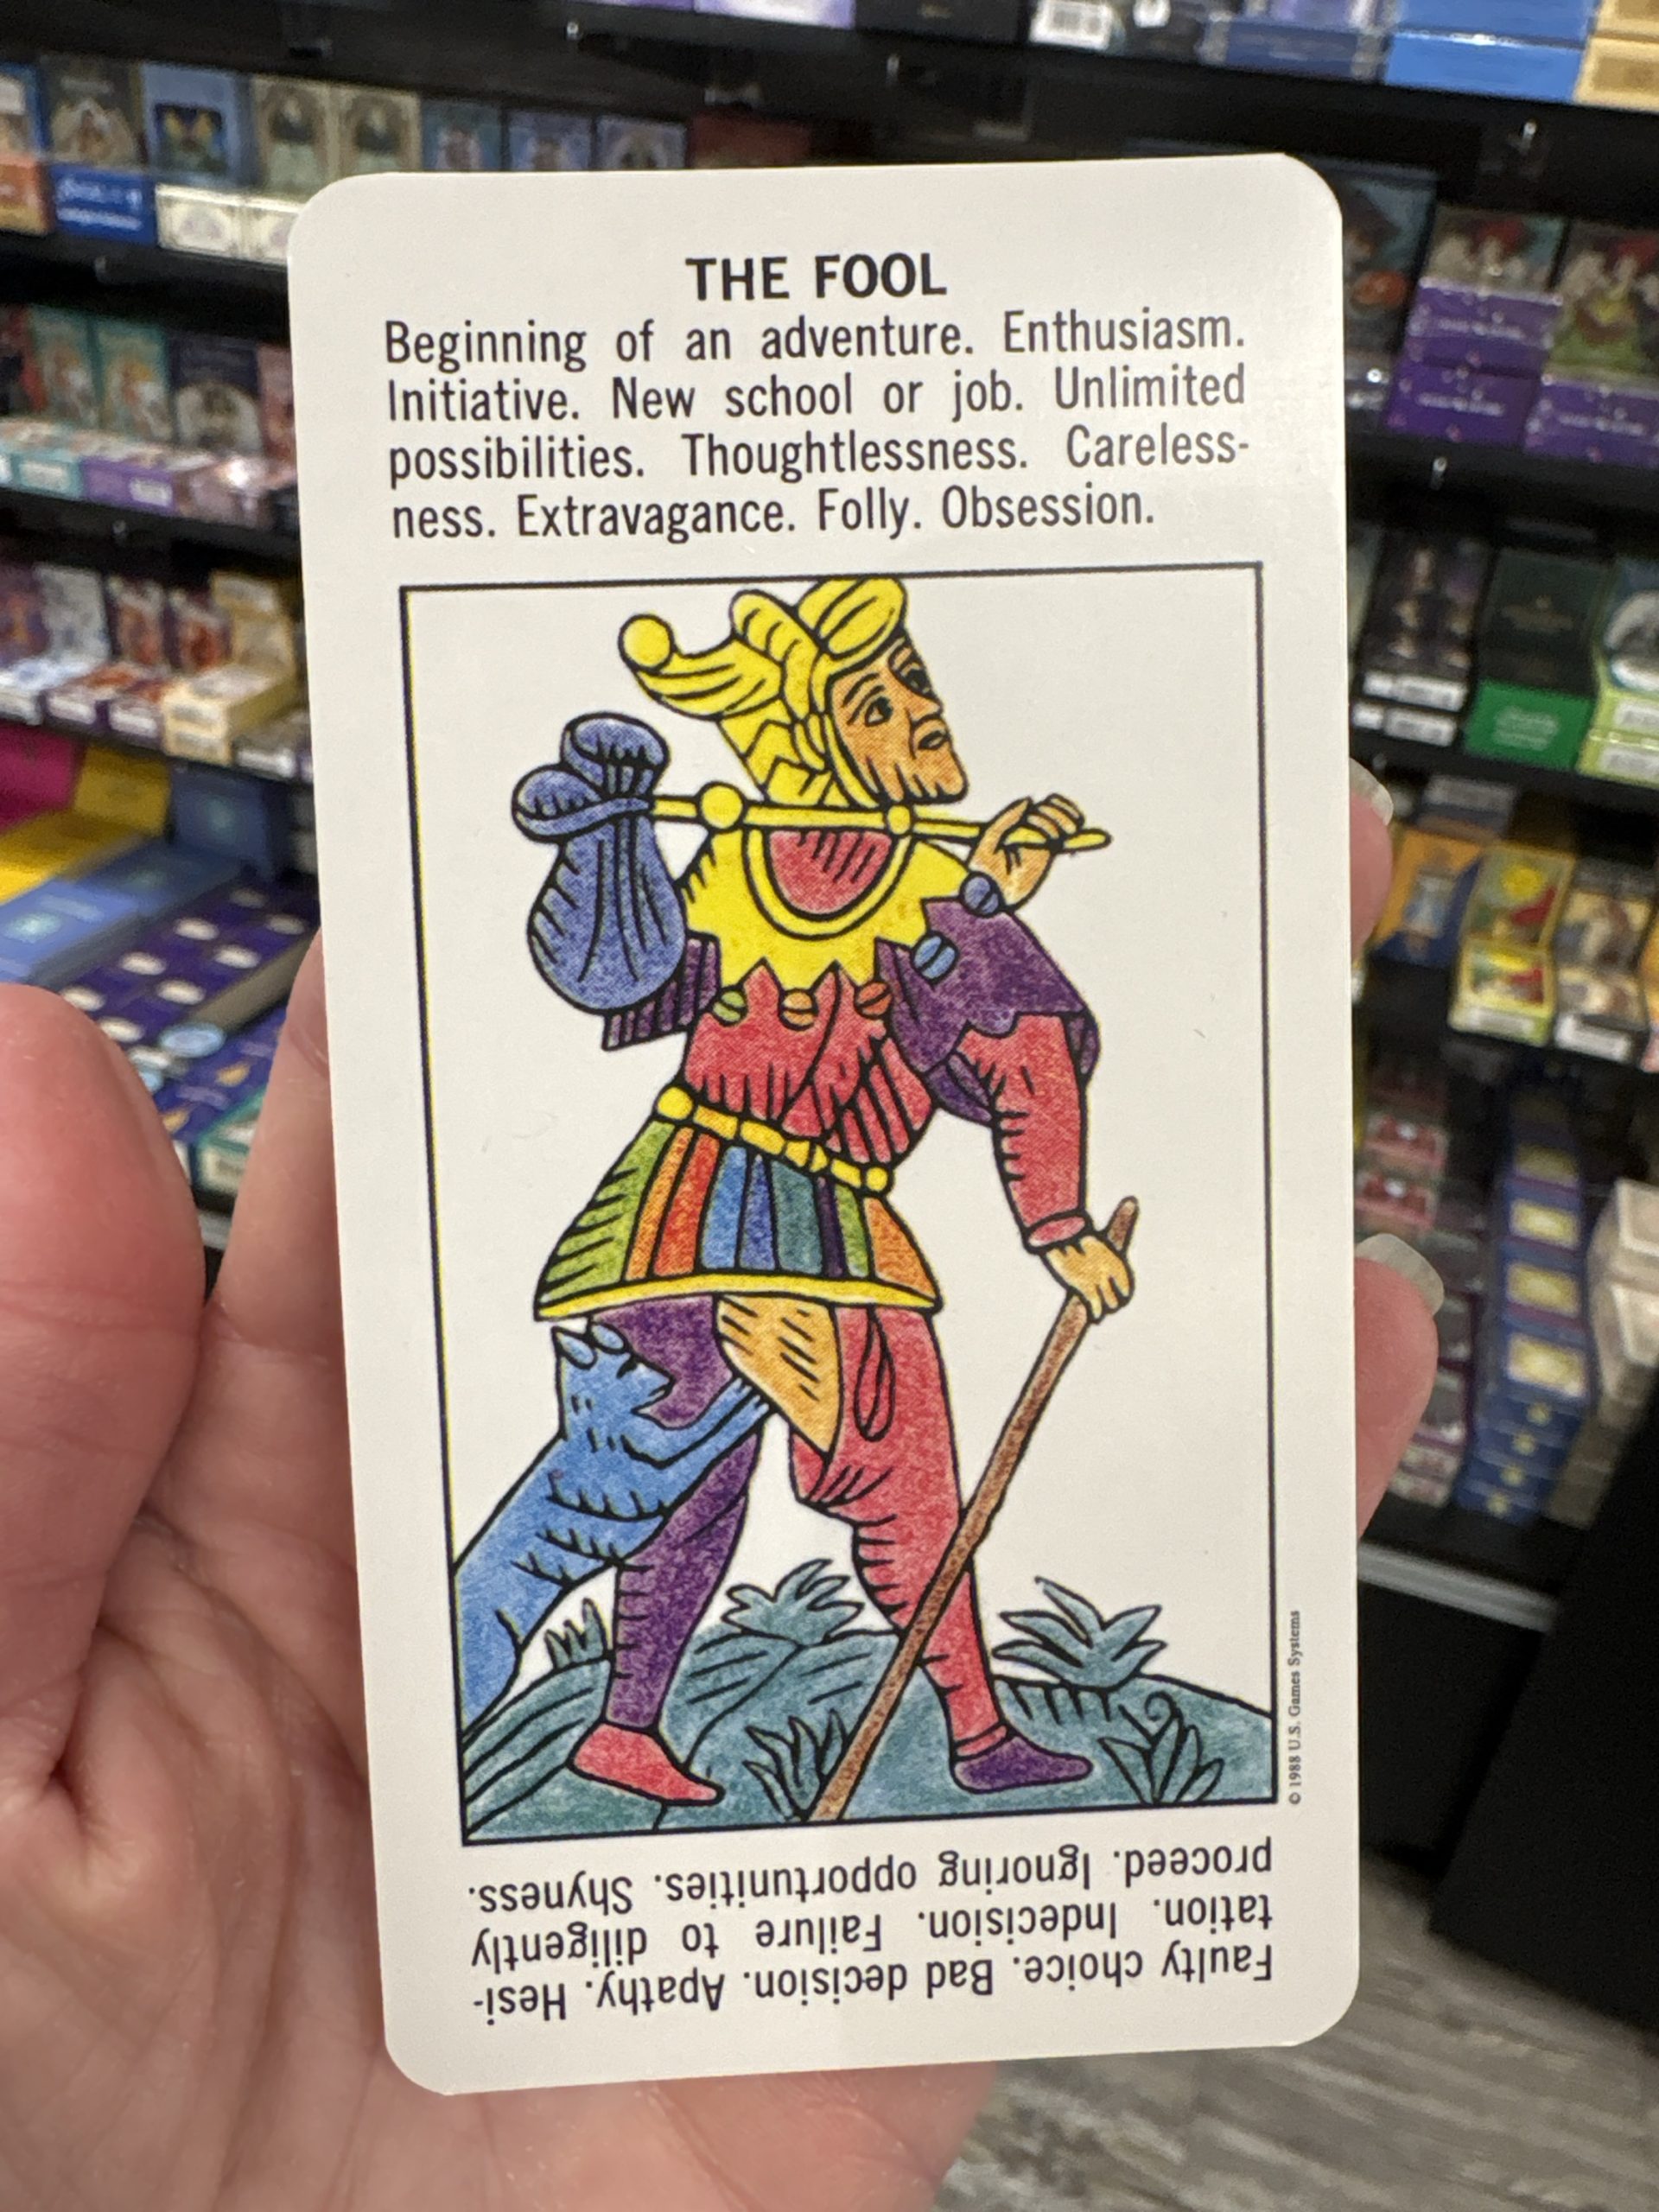 THE FOOL
Beginning of an adventure. Enthusiasm.
Initiative. New school or job. Unlimited
possibilities. Thoughtlessness. Careless-
ness. Extravagance. Folly. Obsession.
© 1988 U.S. Games Systems
Faulty choice. Bad decision. Apathy. Hesi-
tation. Indecision. Failure to diligently
proceed. Ignoring opportunities. Shyness.